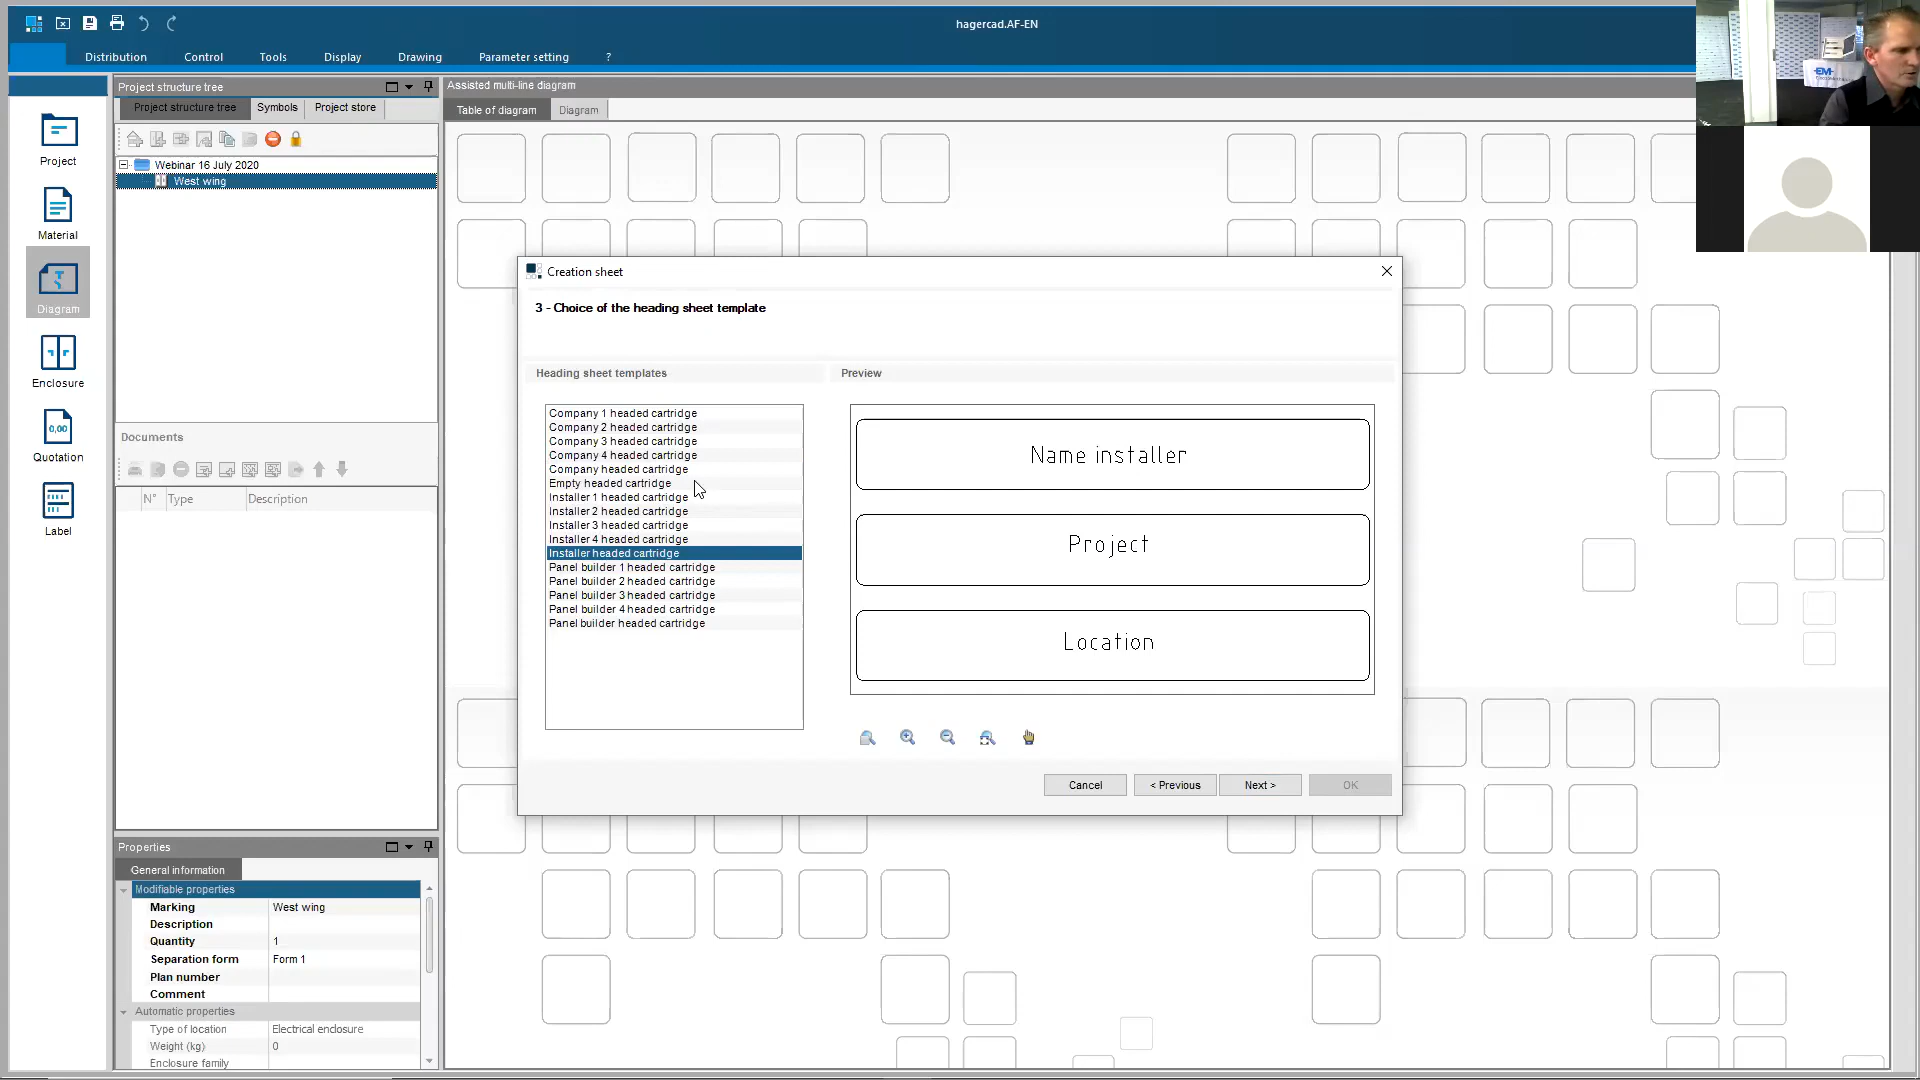 hagercad.AF-EN
Distribution Control Tools Display Drawing Parameter setting ?
Project structure tree
Project structure tree Symbols Project store
Webinar 16 July 2020
West wing
Project
Material
Diagram
Enclosure
0,00
Quotation
Label
Documents
N° Type Description
Properties
General information
Modifiable properties
Marking West wing
Description
Quantity 1
Separation form Form 1
Plan number
Comment
Automatic properties
Type of location Electrical enclosure
Weight (kg) 0
Enclosure family
Assisted multi-line diagram
Table of diagram Diagram
Creation sheet
3 - Choice of the heading sheet template
Heading sheet templates
Company 1 headed cartridge
Company 2 headed cartridge
Company 3 headed cartridge
Company 4 headed cartridge
Company headed cartridge
Empty headed cartridge
Installer 1 headed cartridge
Installer 2 headed cartridge
Installer 3 headed cartridge
Installer 4 headed cartridge
Installer headed cartridge
Panel builder 1 headed cartridge
Panel builder 2 headed cartridge
Panel builder 3 headed cartridge
Panel builder 4 headed cartridge
Panel builder headed cartridge
Preview
Name installer
Project
Location
Cancel < Previous Next > OK
EM